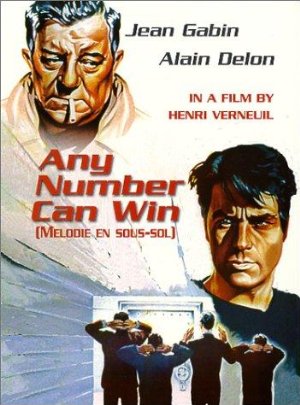 Jean Gabin
Alain Delon
IN A FILM BY
HENRI VERNEUIL
Any
Number
Can Win
(MELODIE EN SOUS-SOL)